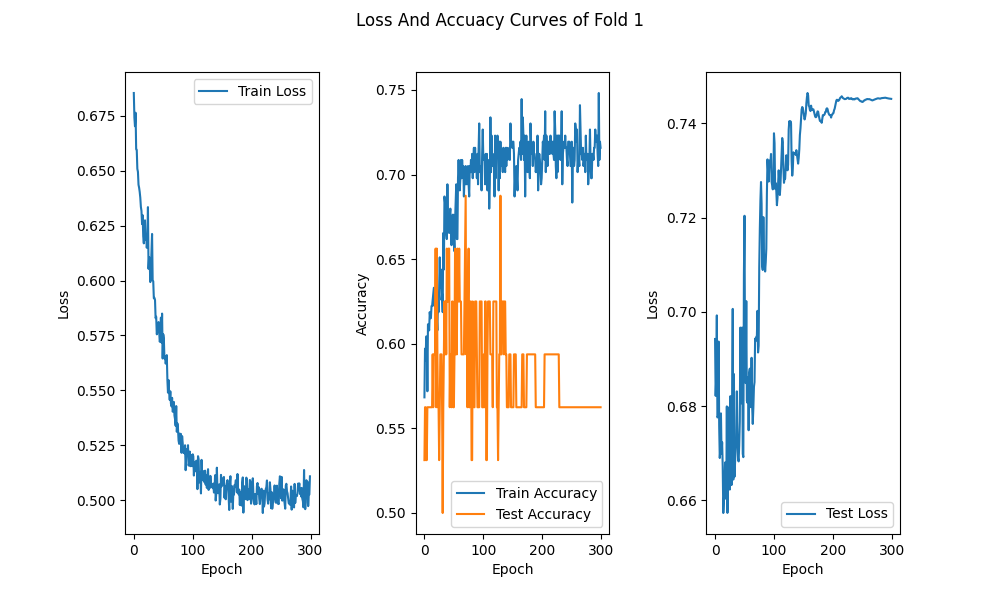 Loss And Accuacy Curves of Fold 1
Loss
0.675
0.650
0.625
0.600
0.575
0.550
0.525
0.500
Train Loss
0 100 200 300
Epoch
Accuracy
0.75
0.70
0.65
0.60
0.55
0.50
Train Accuracy
Test Accuracy
0 100 200 300
Epoch
Loss
0.74
0.72
0.70
0.68
0.66
Test Loss
0 100 200 300
Epoch